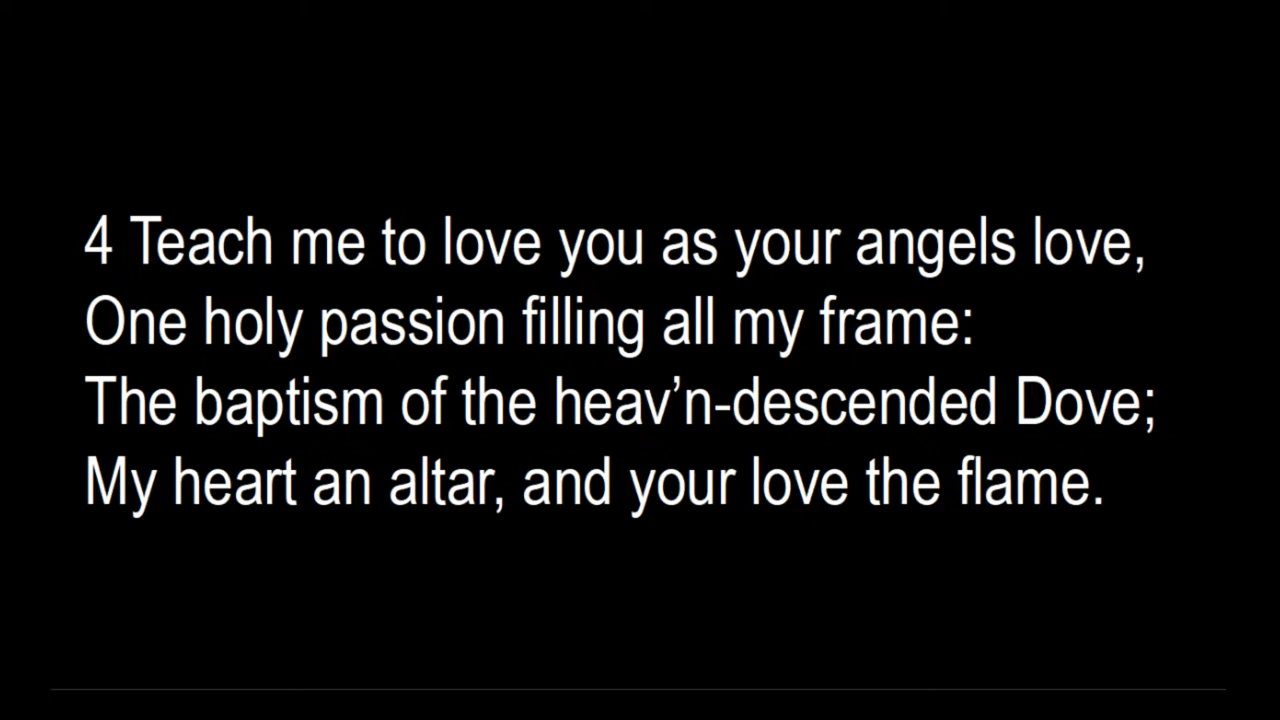 4 Teach me to love you as your angels love,
One holy passion filling all my frame:
The baptism of the heav’n-descended Dove;
My heart an altar, and your love the flame.